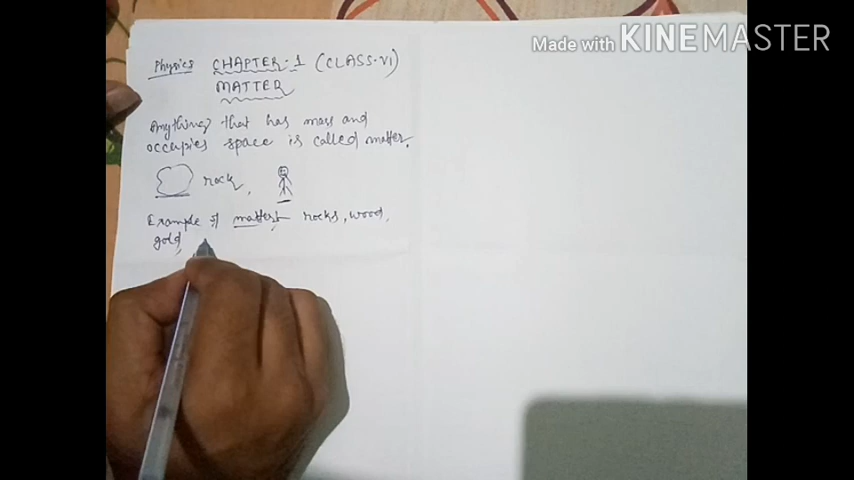 Made with KINEMASTER
Physics CHAPTER-1 (CLASS-VI)
MATTER
Anything that has mass and
occupies space is called matter.
rock,
Example of matter:- rocks, wood,
gold,